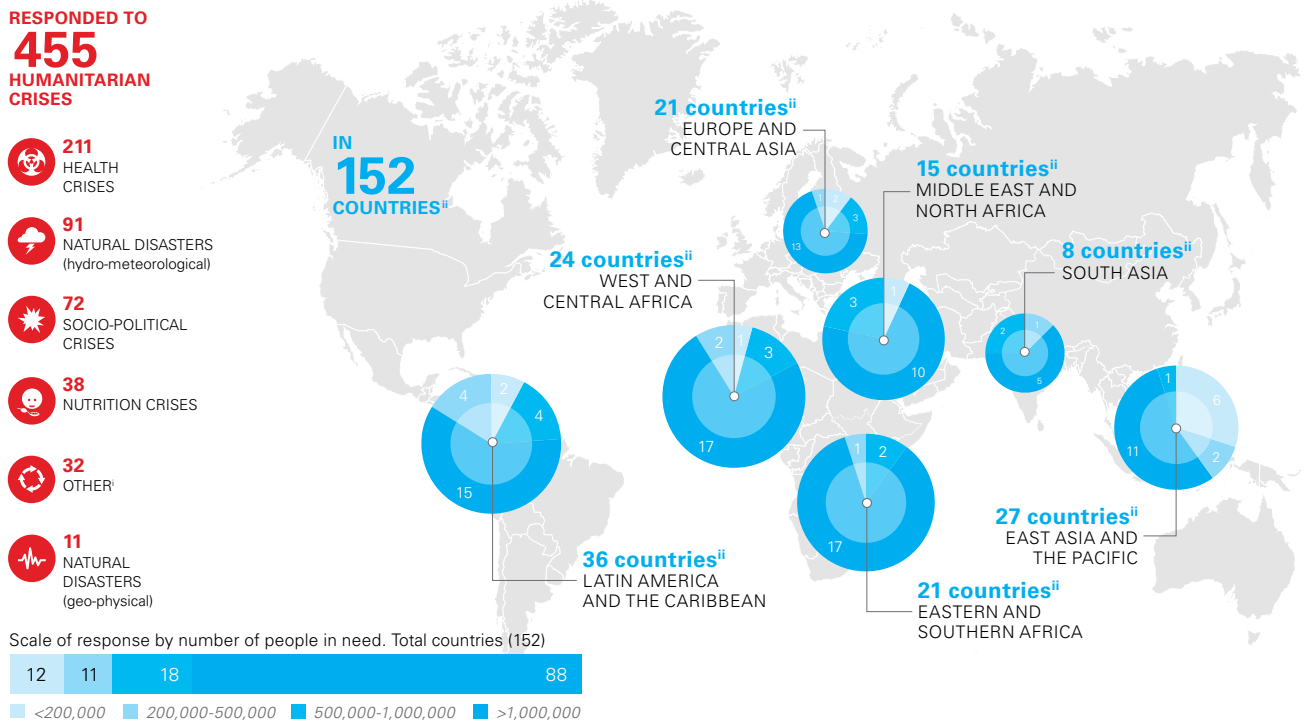 RESPONDED TO
455
HUMANITARIAN
CRISES
211
HEALTH
CRISES
91
NATURAL DISASTERS
(hydro-meteorological)
72
SOCIO-POLITICAL
CRISES
38
NUTRITION CRISES
32
OTHERⁱ
11
NATURAL
DISASTERS
(geo-physical)
IN
152
COUNTRIESⁱⁱ
21 countriesⁱⁱ
EUROPE AND
CENTRAL ASIA
1 2
3
13
15 countriesⁱⁱ
MIDDLE EAST AND
NORTH AFRICA
1
3
10
8 countriesⁱⁱ
SOUTH ASIA
2 1
5
24 countriesⁱⁱ
WEST AND
CENTRAL AFRICA
2 1
3
17
4 2
4
15
36 countriesⁱⁱ
LATIN AMERICA
AND THE CARIBBEAN
1 2
17
21 countriesⁱⁱ
EASTERN AND
SOUTHERN AFRICA
1
6
2
11
27 countriesⁱⁱ
EAST ASIA AND
THE PACIFIC
Scale of response by number of people in need. Total countries (152)
12 11 18 88
<200,000 200,000-500,000 500,000-1,000,000 >1,000,000